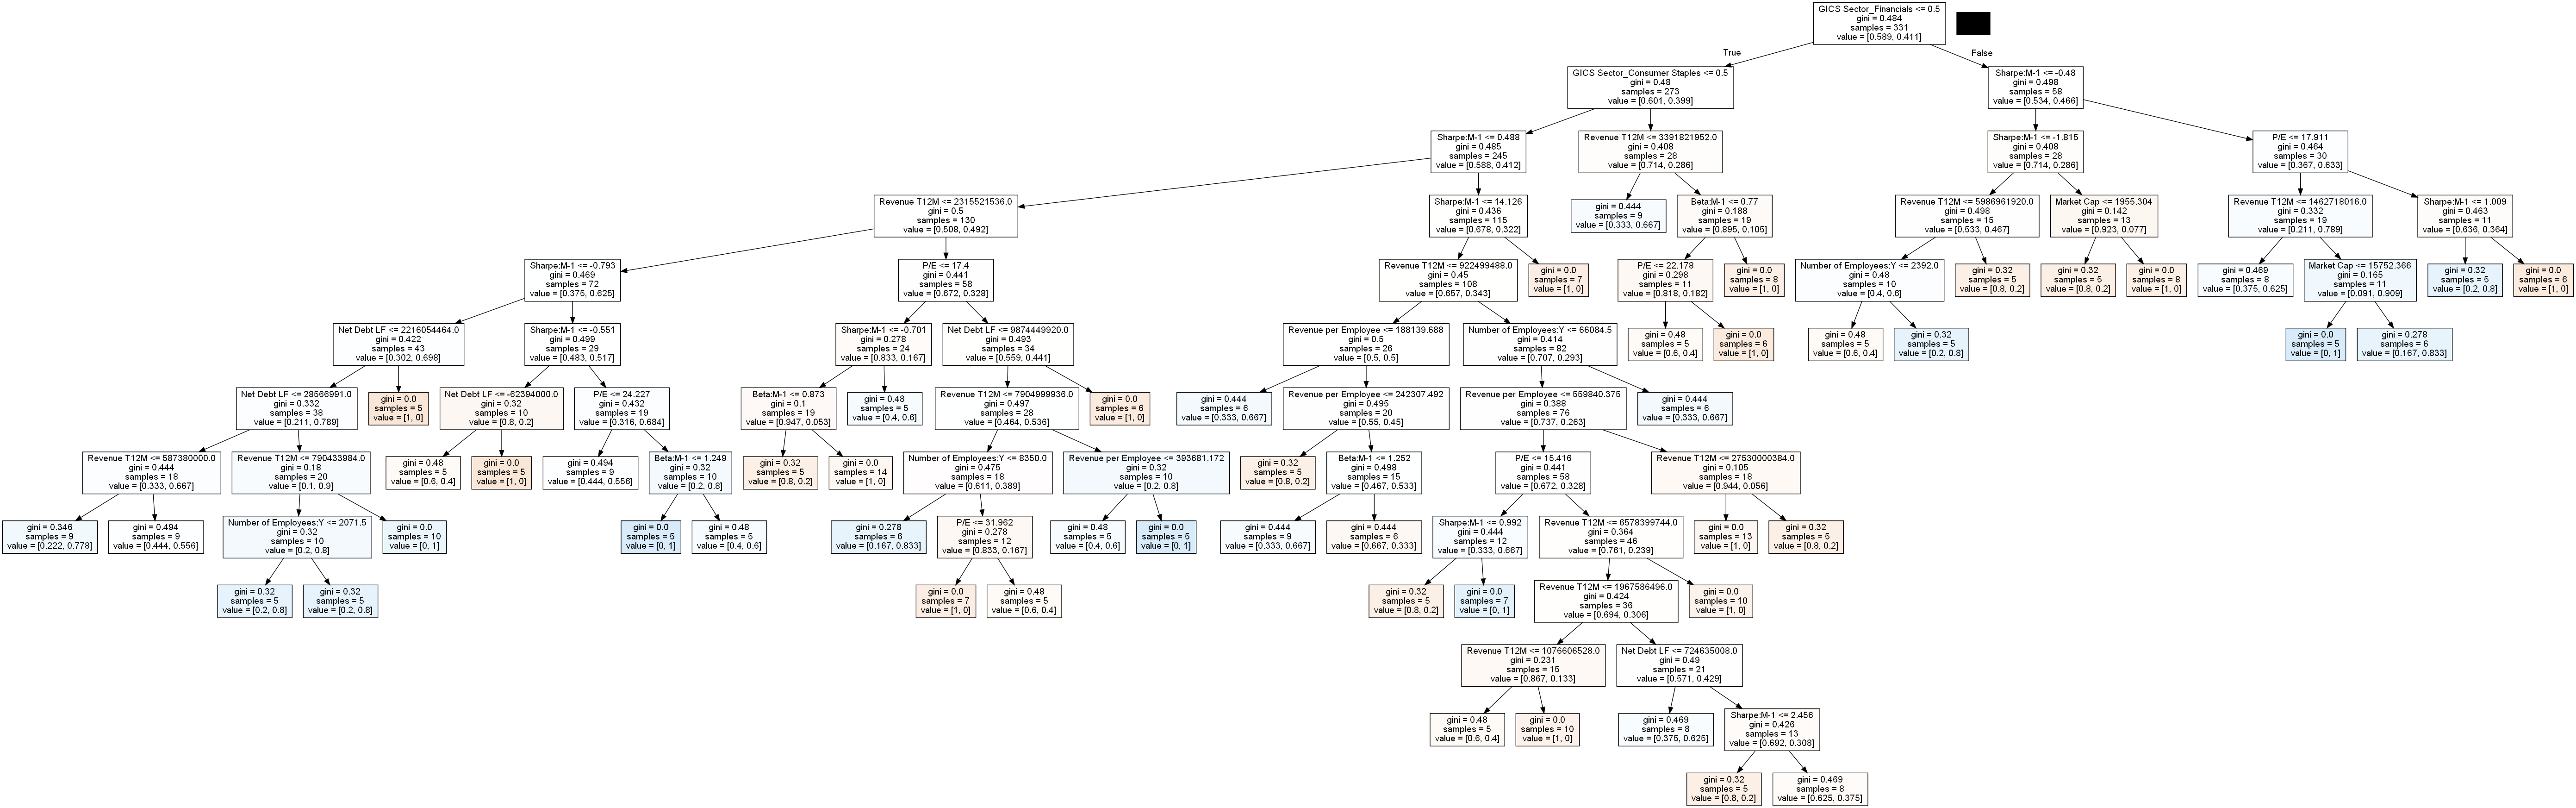 GICS Sector_Financials <= 0.5
gini = 0.484
samples = 331
value = [0.589, 0.411]
True
False
GICS Sector_Consumer Staples <= 0.5
gini = 0.48
samples = 273
value = [0.601, 0.399]
Sharpe:M-1 <= -0.48
gini = 0.498
samples = 58
value = [0.534, 0.466]
Sharpe:M-1 <= 0.488
gini = 0.485
samples = 245
value = [0.588, 0.412]
Revenue T12M <= 3391821952.0
gini = 0.408
samples = 28
value = [0.714, 0.286]
Sharpe:M-1 <= -1.815
gini = 0.408
samples = 28
value = [0.714, 0.286]
P/E <= 17.911
gini = 0.464
samples = 30
value = [0.367, 0.633]
Revenue T12M <= 2315521536.0
gini = 0.5
samples = 130
value = [0.508, 0.492]
Sharpe:M-1 <= 14.126
gini = 0.436
samples = 115
value = [0.678, 0.322]
gini = 0.444
samples = 9
value = [0.333, 0.667]
Beta:M-1 <= 0.77
gini = 0.188
samples = 19
value = [0.895, 0.105]
Revenue T12M <= 5986961920.0
gini = 0.498
samples = 15
value = [0.533, 0.467]
Market Cap <= 1955.304
gini = 0.142
samples = 13
value = [0.923, 0.077]
Revenue T12M <= 1462718016.0
gini = 0.332
samples = 19
value = [0.211, 0.789]
Sharpe:M-1 <= 1.009
gini = 0.463
samples = 11
value = [0.636, 0.364]
Sharpe:M-1 <= -0.793
gini = 0.469
samples = 72
value = [0.375, 0.625]
P/E <= 17.4
gini = 0.441
samples = 58
value = [0.672, 0.328]
Revenue T12M <= 922499488.0
gini = 0.45
samples = 108
value = [0.657, 0.343]
gini = 0.0
samples = 7
value = [1, 0]
P/E <= 22.178
gini = 0.298
samples = 11
value = [0.818, 0.182]
gini = 0.0
samples = 8
value = [1, 0]
Number of Employees:Y <= 2392.0
gini = 0.48
samples = 10
value = [0.4, 0.6]
gini = 0.32
samples = 5
value = [0.8, 0.2]
gini = 0.32
samples = 5
value = [0.8, 0.2]
gini = 0.0
samples = 8
value = [1, 0]
gini = 0.469
samples = 8
value = [0.375, 0.625]
Market Cap <= 15752.366
gini = 0.165
samples = 11
value = [0.091, 0.909]
gini = 0.32
samples = 5
value = [0.2, 0.8]
gini = 0.0
samples = 6
value = [1, 0]
Net Debt LF <= 2216054464.0
gini = 0.422
samples = 43
value = [0.302, 0.698]
Sharpe:M-1 <= -0.551
gini = 0.499
samples = 29
value = [0.483, 0.517]
Sharpe:M-1 <= -0.701
gini = 0.278
samples = 24
value = [0.833, 0.167]
Net Debt LF <= 9874449920.0
gini = 0.493
samples = 34
value = [0.559, 0.441]
Revenue per Employee <= 188139.688
gini = 0.5
samples = 26
value = [0.5, 0.5]
Number of Employees:Y <= 66084.5
gini = 0.414
samples = 82
value = [0.707, 0.293]
gini = 0.48
samples = 5
value = [0.6, 0.4]
gini = 0.0
samples = 6
value = [1, 0]
gini = 0.48
samples = 5
value = [0.6, 0.4]
gini = 0.32
samples = 5
value = [0.2, 0.8]
gini = 0.0
samples = 5
value = [0, 1]
gini = 0.278
samples = 6
value = [0.167, 0.833]
Net Debt LF <= 28566991.0
gini = 0.332
samples = 38
value = [0.211, 0.789]
gini = 0.0
samples = 5
value = [1, 0]
Net Debt LF <= -62394000.0
gini = 0.32
samples = 10
value = [0.8, 0.2]
P/E <= 24.227
gini = 0.432
samples = 19
value = [0.316, 0.684]
Beta:M-1 <= 0.873
gini = 0.1
samples = 19
value = [0.947, 0.053]
gini = 0.48
samples = 5
value = [0.4, 0.6]
Revenue T12M <= 7904999936.0
gini = 0.497
samples = 28
value = [0.464, 0.536]
gini = 0.0
samples = 6
value = [1, 0]
gini = 0.444
samples = 6
value = [0.333, 0.667]
Revenue per Employee <= 242307.492
gini = 0.495
samples = 20
value = [0.55, 0.45]
Revenue per Employee <= 559840.375
gini = 0.388
samples = 76
value = [0.737, 0.263]
gini = 0.444
samples = 6
value = [0.333, 0.667]
Revenue T12M <= 587380000.0
gini = 0.444
samples = 18
value = [0.333, 0.667]
Revenue T12M <= 790433984.0
gini = 0.18
samples = 20
value = [0.1, 0.9]
gini = 0.48
samples = 5
value = [0.6, 0.4]
gini = 0.0
samples = 5
value = [1, 0]
gini = 0.494
samples = 9
value = [0.444, 0.556]
Beta:M-1 <= 1.249
gini = 0.32
samples = 10
value = [0.2, 0.8]
gini = 0.32
samples = 5
value = [0.8, 0.2]
gini = 0.0
samples = 14
value = [1, 0]
Number of Employees:Y <= 8350.0
gini = 0.475
samples = 18
value = [0.611, 0.389]
Revenue per Employee <= 393681.172
gini = 0.32
samples = 10
value = [0.2, 0.8]
gini = 0.32
samples = 5
value = [0.8, 0.2]
Beta:M-1 <= 1.252
gini = 0.498
samples = 15
value = [0.467, 0.533]
P/E <= 15.416
gini = 0.441
samples = 58
value = [0.672, 0.328]
Revenue T12M <= 27530000384.0
gini = 0.105
samples = 18
value = [0.944, 0.056]
gini = 0.346
samples = 9
value = [0.222, 0.778]
gini = 0.494
samples = 9
value = [0.444, 0.556]
Number of Employees:Y <= 2071.5
gini = 0.32
samples = 10
value = [0.2, 0.8]
gini = 0.0
samples = 10
value = [0, 1]
gini = 0.0
samples = 5
value = [0, 1]
gini = 0.48
samples = 5
value = [0.4, 0.6]
gini = 0.278
samples = 6
value = [0.167, 0.833]
P/E <= 31.962
gini = 0.278
samples = 12
value = [0.833, 0.167]
gini = 0.48
samples = 5
value = [0.4, 0.6]
gini = 0.0
samples = 5
value = [0, 1]
gini = 0.444
samples = 9
value = [0.333, 0.667]
gini = 0.444
samples = 6
value = [0.667, 0.333]
Sharpe:M-1 <= 0.992
gini = 0.444
samples = 12
value = [0.333, 0.667]
Revenue T12M <= 6578399744.0
gini = 0.364
samples = 46
value = [0.761, 0.239]
gini = 0.0
samples = 13
value = [1, 0]
gini = 0.32
samples = 5
value = [0.8, 0.2]
gini = 0.32
samples = 5
value = [0.2, 0.8]
gini = 0.32
samples = 5
value = [0.2, 0.8]
gini = 0.0
samples = 7
value = [1, 0]
gini = 0.48
samples = 5
value = [0.6, 0.4]
gini = 0.32
samples = 5
value = [0.8, 0.2]
gini = 0.0
samples = 7
value = [0, 1]
Revenue T12M <= 1967586496.0
gini = 0.424
samples = 36
value = [0.694, 0.306]
gini = 0.0
samples = 10
value = [1, 0]
Revenue T12M <= 1076606528.0
gini = 0.231
samples = 15
value = [0.867, 0.133]
Net Debt LF <= 724635008.0
gini = 0.49
samples = 21
value = [0.571, 0.429]
gini = 0.48
samples = 5
value = [0.6, 0.4]
gini = 0.0
samples = 10
value = [1, 0]
gini = 0.469
samples = 8
value = [0.375, 0.625]
Sharpe:M-1 <= 2.456
gini = 0.426
samples = 13
value = [0.692, 0.308]
gini = 0.32
samples = 5
value = [0.8, 0.2]
gini = 0.469
samples = 8
value = [0.625, 0.375]